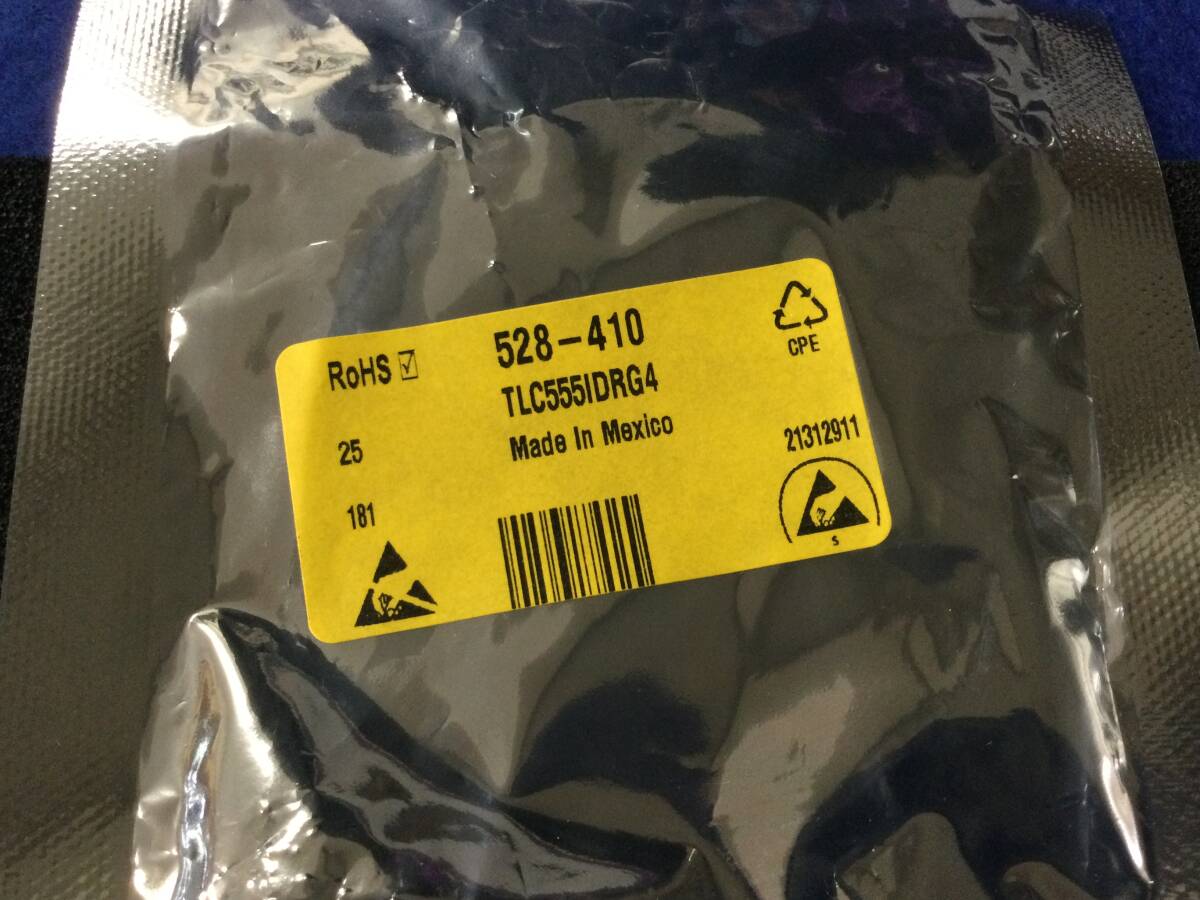 RoHS ☑
528-410
TLC555IDRG4
Made In Mexico
CPE
25
181
21312911
S